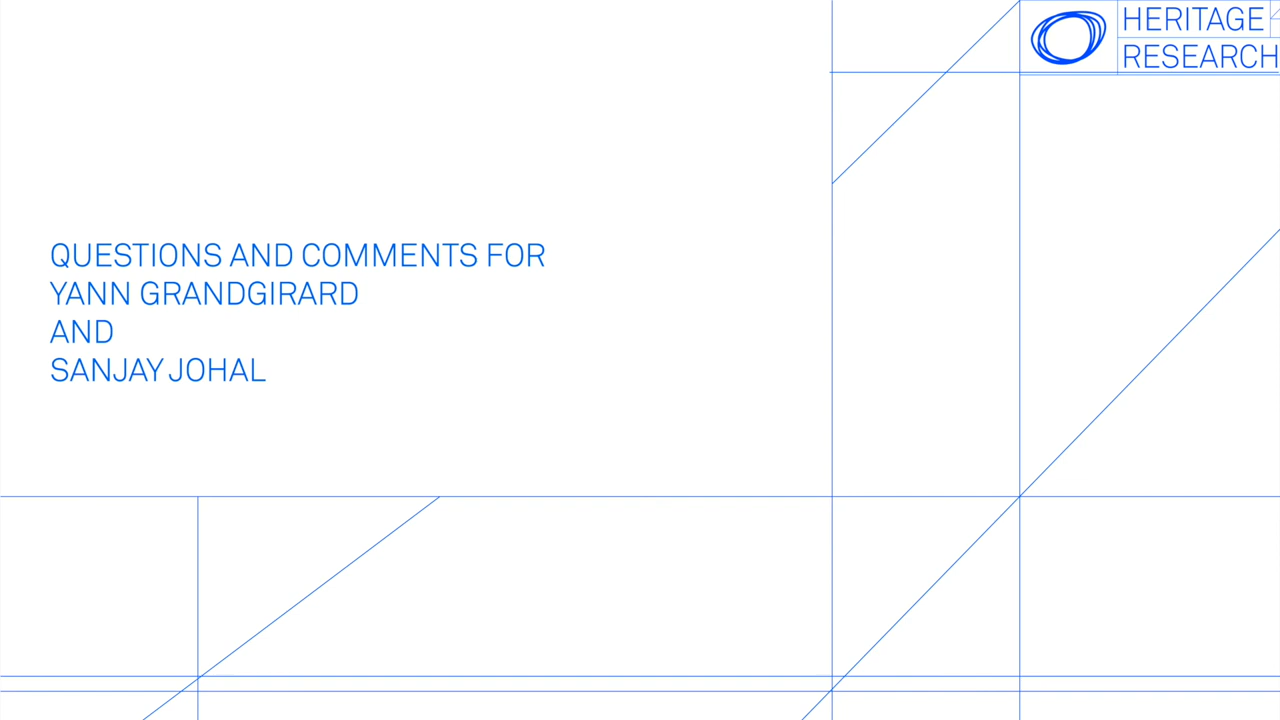 HERITAGE
RESEARCH
QUESTIONS AND COMMENTS FOR
YANN GRANDGIRARD
AND
SANJAY JOHAL